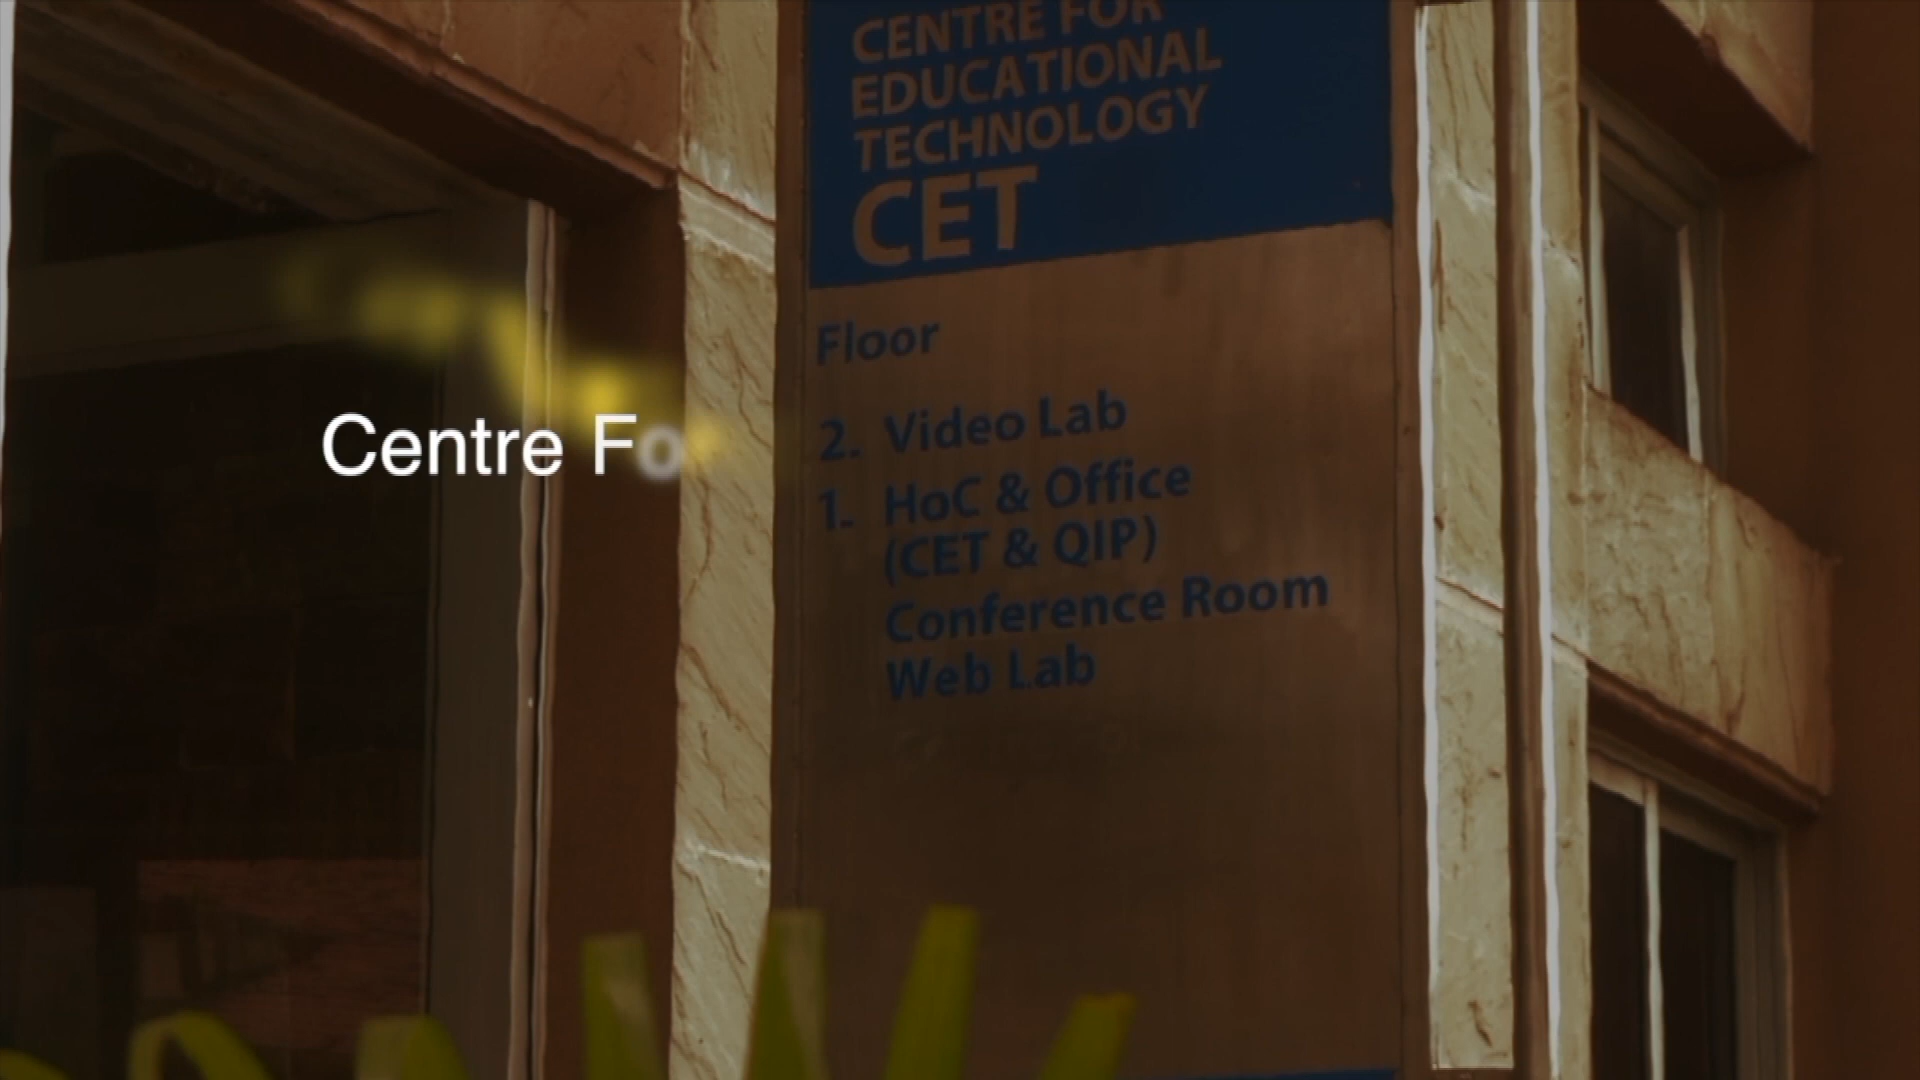 CENTRE FOR
EDUCATIONAL
TECHNOLOGY
CET
Floor
2. Video Lab
1. HoC & Office
(CET & QIP)
Conference Room
Web Lab
Centre Fo